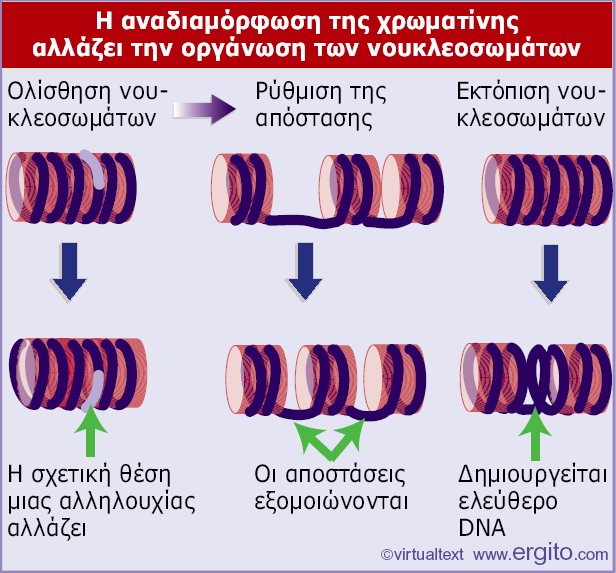 Η αναδιαμόρφωση της χρωματίνης
αλλάζει την οργάνωση των νουκλεοσωμάτων
Ολίσθηση νου-
κλεοσωμάτων
Ρύθμιση της
απόστασης
Εκτόπιση νου-
κλεοσωμάτων
Η σχετική θέση
μιας αλληλουχίας
αλλάζει
Οι αποστάσεις
εξομοιώνονται
Δημιουργείται
ελεύθερο
DNA
©virtualtext www.ergito.com